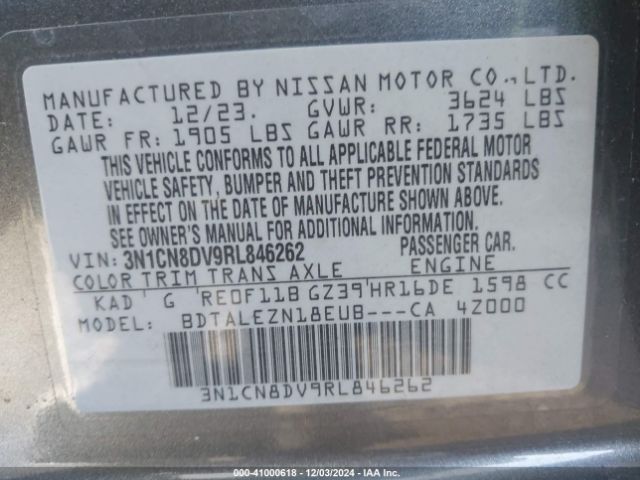 MANUFACTURED BY NISSAN MOTOR CO., LTD.
DATE: 12/23. GVWR: 3624 LBS
GAWR FR: 1905 LBS GAWR RR: 1735 LBS
THIS VEHICLE CONFORMS TO ALL APPLICABLE FEDERAL MOTOR
VEHICLE SAFETY, BUMPER AND THEFT PREVENTION STANDARDS
IN EFFECT ON THE DATE OF MANUFACTURE SHOWN ABOVE.
SEE OWNER'S MANUAL FOR ADDITIONAL INFORMATION.
VIN: 3N1CN8DV9RL846262 PASSENGER CAR
COLOR TRIM TRANS AXLE ENGINE
KAD G RE0F11B GZ39 HR16DE 1598 CC
MODEL: BDTALEZN18EUB---CA 4Z000
3N1CN8DV9RL846262
000-41000618 - 12/03/2024 - IAA Inc.